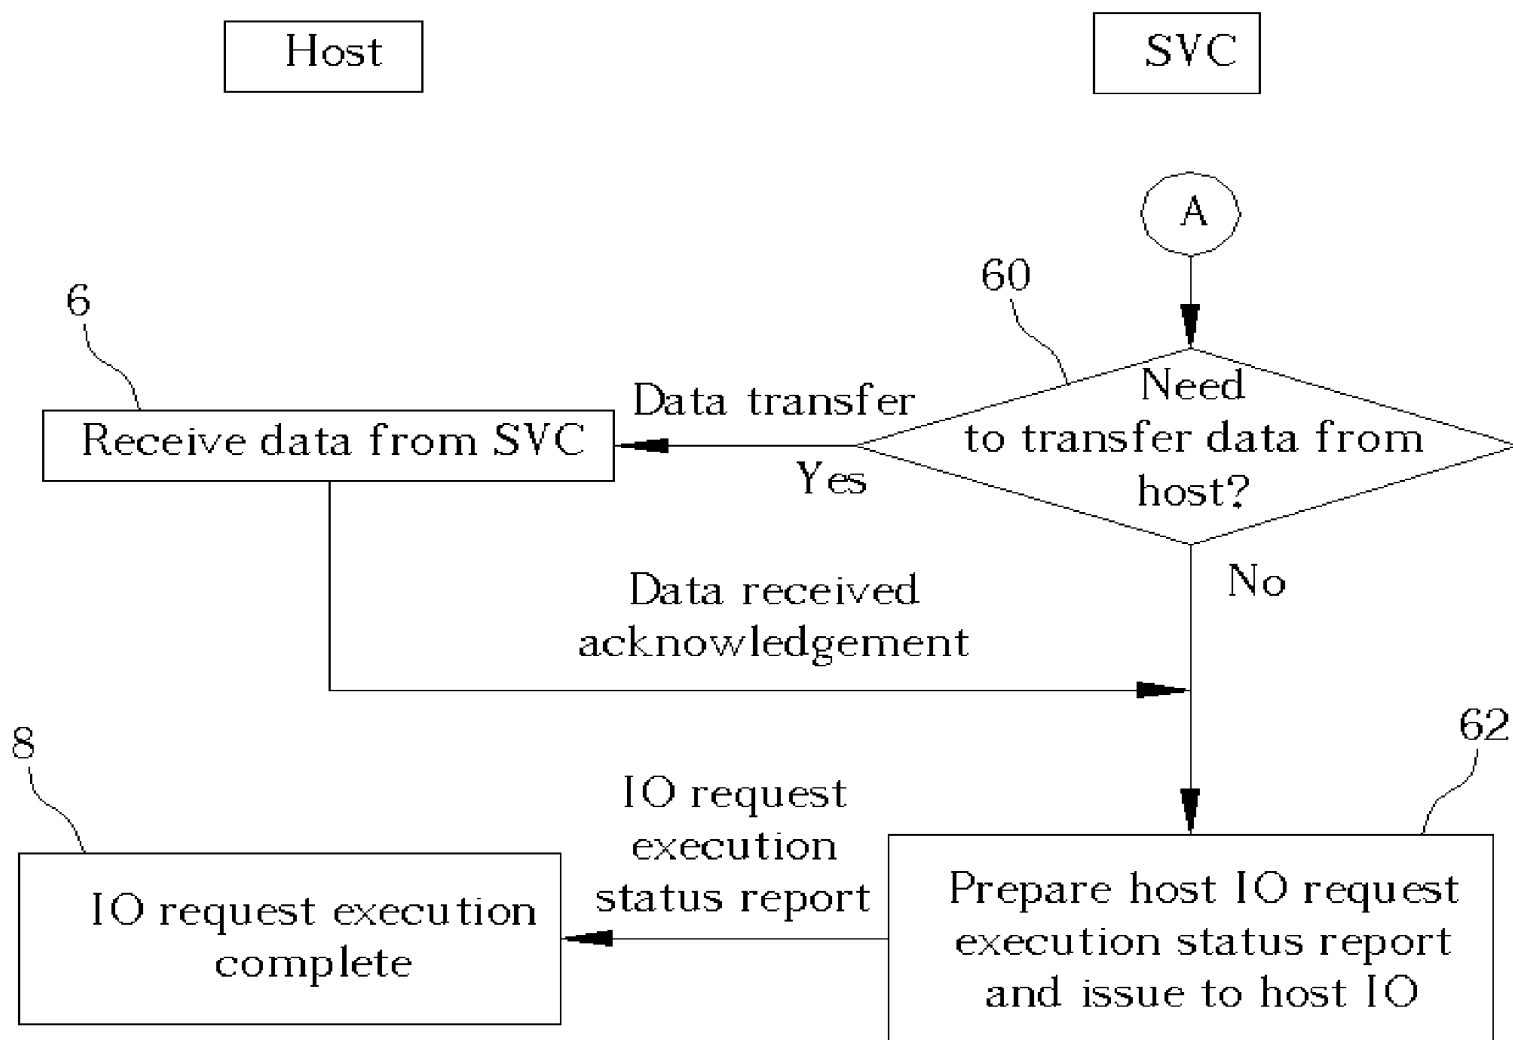 Host
SVC
A
60
6
Need
to transfer data from
host?
Data transfer
Yes
Receive data from SVC
No
Data received
acknowledgement
8
62
IO request
execution
status report
Prepare host IO request
execution status report
and issue to host IO
IO request execution
complete